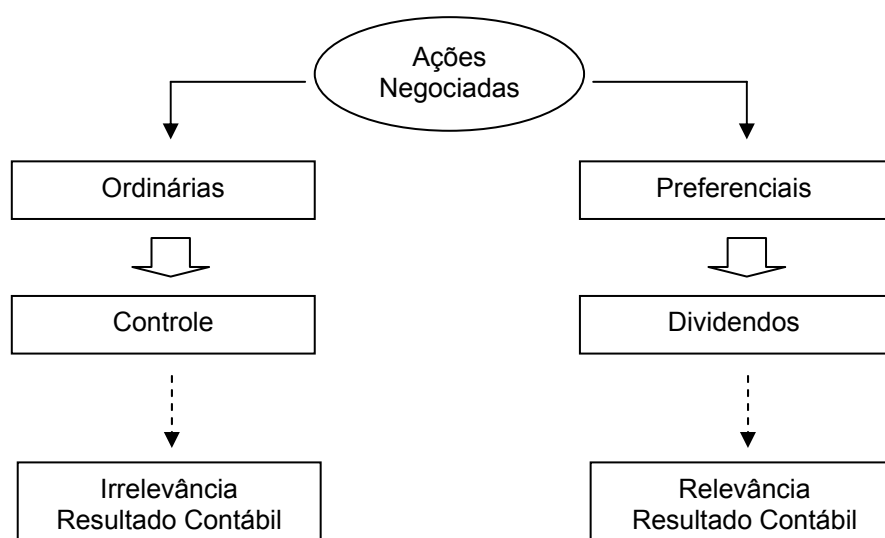 Ações
Negociadas
Ordinárias
Preferenciais
Controle
Dividendos
Irrelevância
Resultado Contábil
Relevância
Resultado Contábil